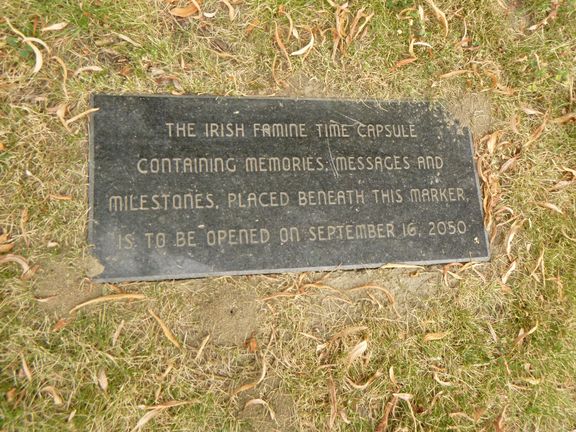 THE IRISH FAMINE TIME CAPSULE
CONTAINING MEMORIES, MESSAGES AND
MILESTONES, PLACED BENEATH THIS MARKER,
IS TO BE OPENED ON SEPTEMBER 16, 2050